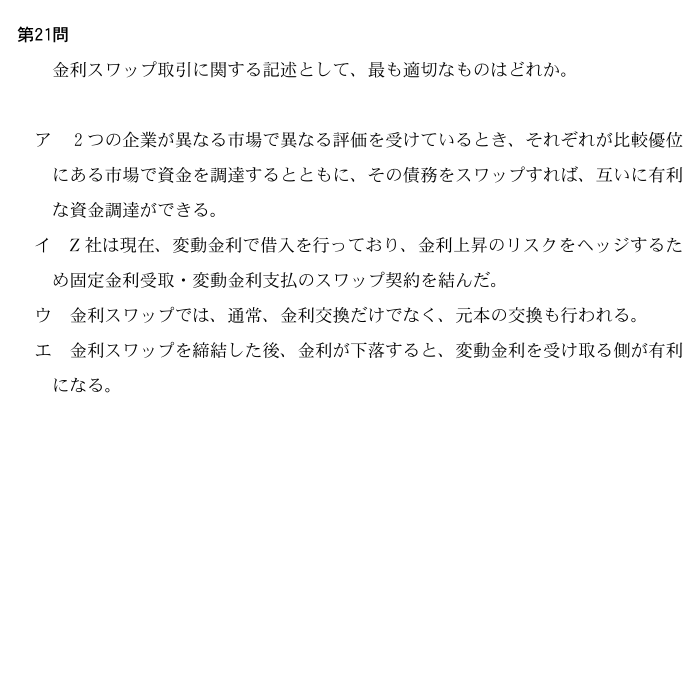 第21問
金利スワップ取引に関する記述として、最も適切なものはどれか。
ア　２つの企業が異なる市場で異なる評価を受けているとき、それぞれが比較優位
にある市場で資金を調達するとともに、その債務をスワップすれば、互いに有利
な資金調達ができる。
イ　Z 社は現在、変動金利で借入を行っており、金利上昇のリスクをヘッジするた
め固定金利受取・変動金利支払のスワップ契約を結んだ。
ウ　金利スワップでは、通常、金利交換だけでなく、元本の交換も行われる。
エ　金利スワップを締結した後、金利が下落すると、変動金利を受け取る側が有利
になる。